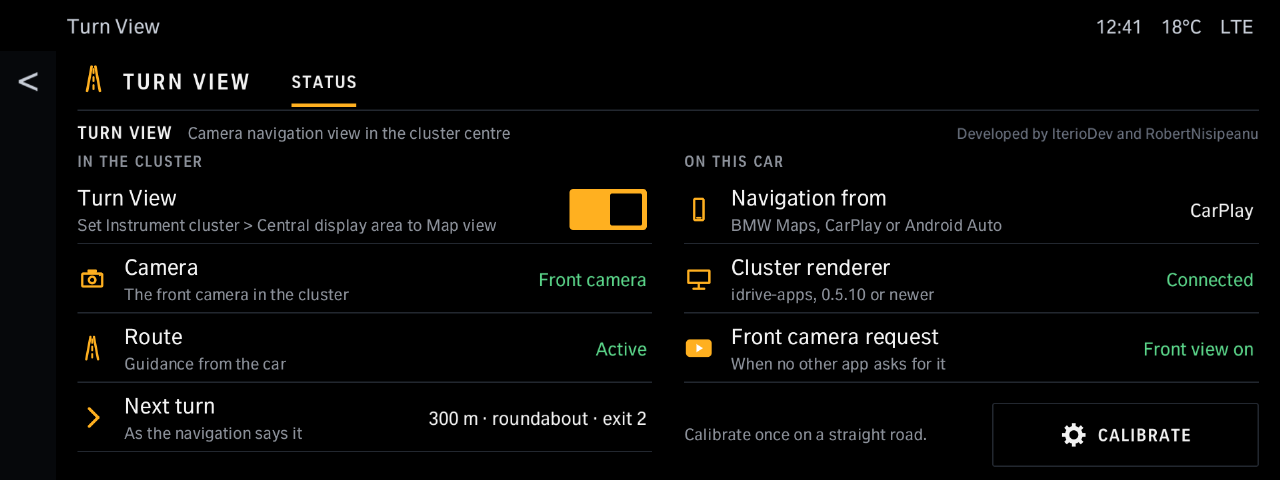 Turn View
12:41 18°C LTE
<
TURN VIEW STATUS
TURN VIEW Camera navigation view in the cluster centre
Developed by IterioDev and RobertNisipeanu
IN THE CLUSTER
Turn View
Set Instrument cluster > Central display area to Map view
Camera
The front camera in the cluster
Front camera
Route
Guidance from the car
Active
Next turn
As the navigation says it
300 m · roundabout · exit 2
ON THIS CAR
Navigation from
BMW Maps, CarPlay or Android Auto
CarPlay
Cluster renderer
idrive-apps, 0.5.10 or newer
Connected
Front camera request
When no other app asks for it
Front view on
Calibrate once on a straight road.
CALIBRATE